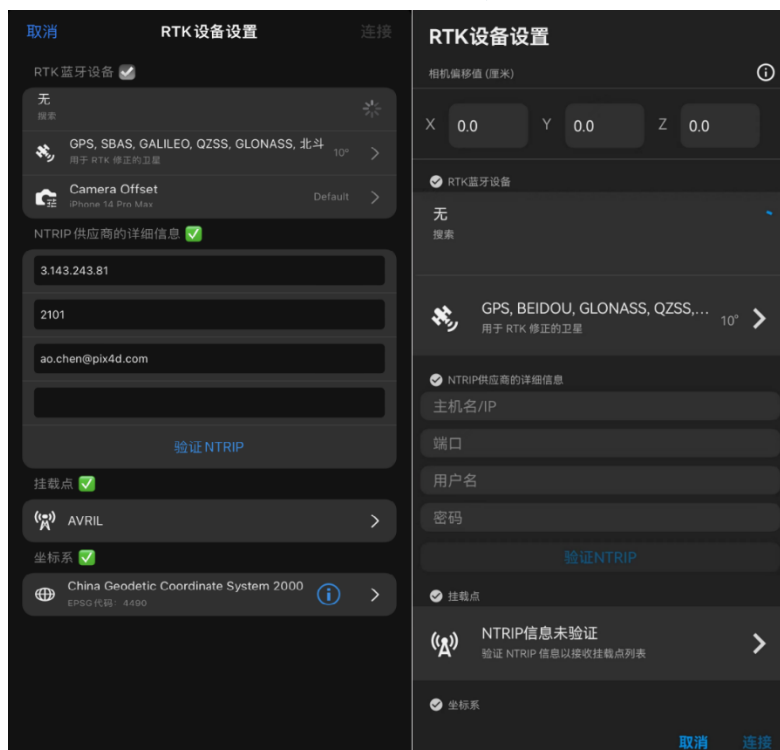 取消 RTK设备设置 连接
RTK蓝牙设备
无
搜索
GPS, SBAS, GALILEO, QZSS, GLONASS, 北斗 10°
用于 RTK 修正的卫星
Camera Offset Default
iPhone 14 Pro Max
NTRIP供应商的详细信息
3.143.243.81
2101
ao.chen@pix4d.com
验证NTRIP
挂载点
AVRIL
坐标系
China Geodetic Coordinate System 2000
EPSG代码: 4490
RTK设备设置
相机偏移值 (厘米)
X 0.0 Y 0.0 Z 0.0
RTK蓝牙设备
无
搜索
GPS, BEIDOU, GLONASS, QZSS,... 10°
用于 RTK 修正的卫星
NTRIP供应商的详细信息
主机名/IP
端口
用户名
密码
验证NTRIP
挂载点
NTRIP信息未验证
验证 NTRIP 信息以接收挂载点列表
坐标系
取消 连接